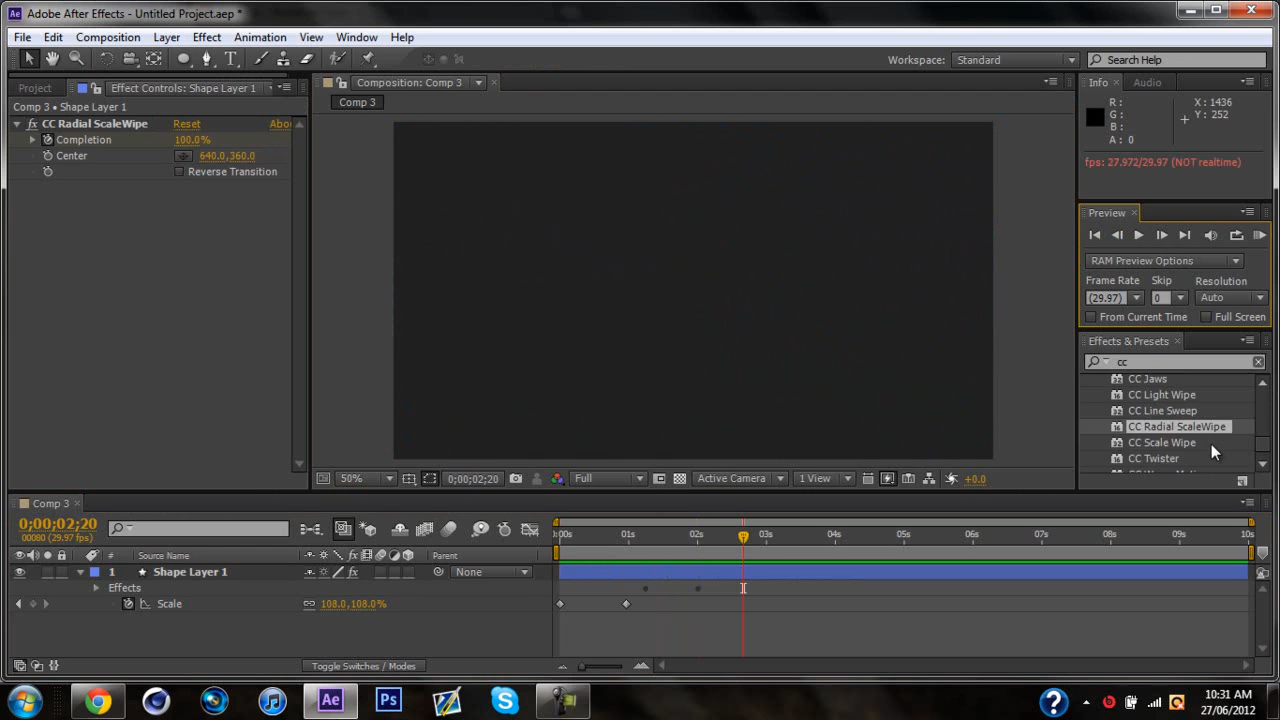 Adobe After Effects - Untitled Project.aep *
File Edit Composition Layer Effect Animation View Window Help
Workspace: Standard Search Help
Project Effect Controls: Shape Layer 1
Comp 3 • Shape Layer 1
fx CC Radial ScaleWipe Reset Abo
Completion 100.0%
Center 640.0,360.0
Reverse Transition
Composition: Comp 3
Comp 3
50% 0;00;02;20 Full Active Camera 1 View +0.0
Info Audio
R : X : 1436
G : Y : 252
B :
A : 0
fps: 27.972/29.97 (NOT realtime)
Preview
RAM Preview Options
Frame Rate Skip Resolution
(29.97) 0 Auto
From Current Time Full Screen
Effects & Presets
cc
CC Jaws
CC Light Wipe
CC Line Sweep
CC Radial ScaleWipe
CC Scale Wipe
CC Twister
Comp 3
0;00;02;20
00080 (29.97 fps)
:00s 01s 02s 03s 04s 05s 06s 07s 08s 09s 10s
# Source Name Parent
1 Shape Layer 1 fx None
Effects
Scale 108.0,108.0%
Toggle Switches / Modes
Ae Ps
10:31 AM
27/06/2012